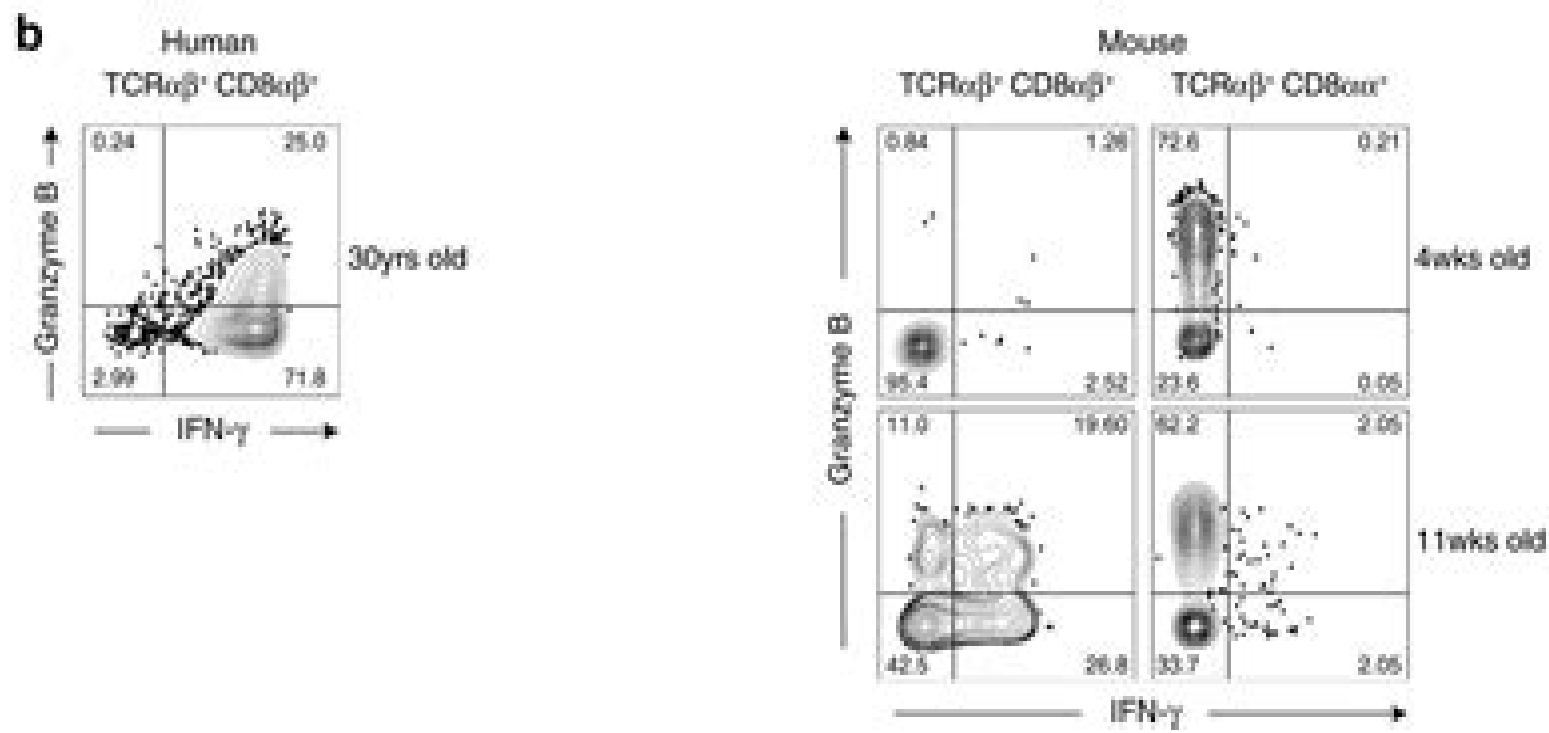 b
Human
TCRαβ⁺ CD8αβ⁺
0.24 25.0
2.99 71.8
Granzyme B
IFN-γ
30yrs old
Mouse
TCRαβ⁺ CD8αβ⁺ TCRαβ⁺ CD8αα⁺
0.84 1.26 72.6 0.21
95.4 2.52 23.6 0.05
4wks old
11.0 19.60 62.2 2.05
42.5 26.8 33.7 2.05
11wks old
Granzyme B
IFN-γ